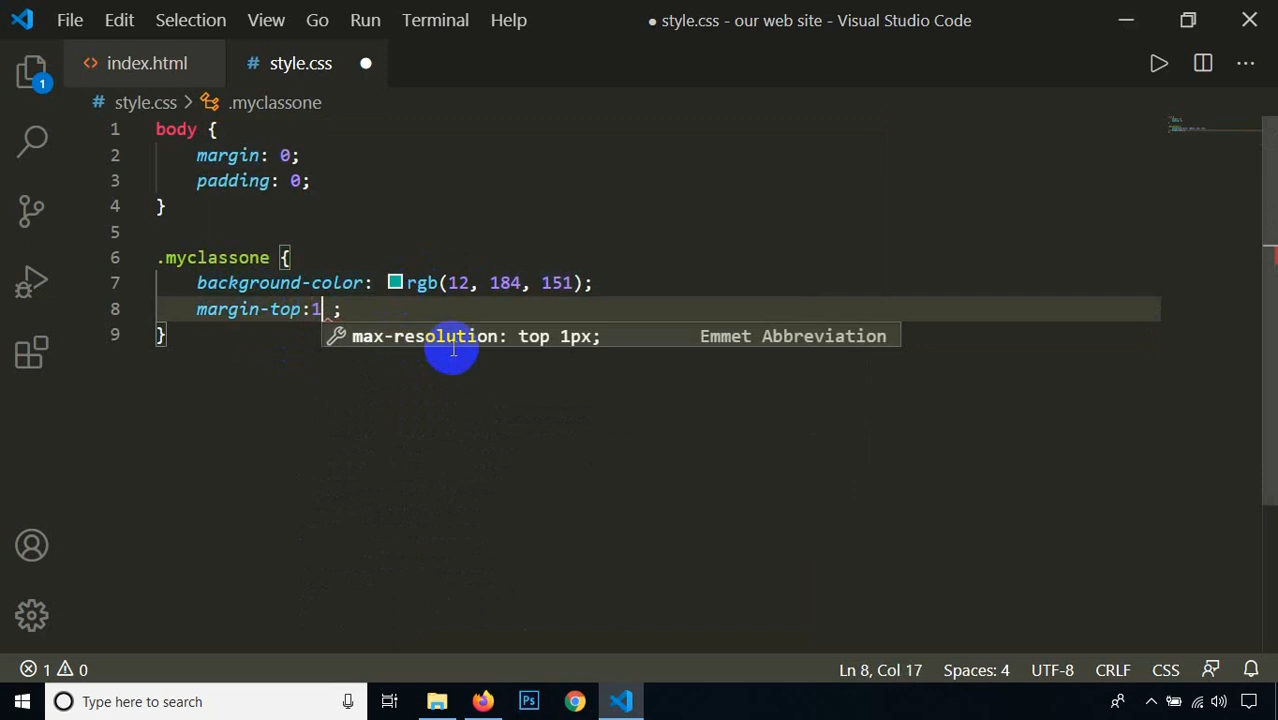 File Edit Selection View Go Run Terminal Help ● style.css - our web site - Visual Studio Code
<> index.html # style.css ●
1
# style.css > .myclassone
1 body {
2 margin: 0;
3 padding: 0;
4 }
5
6 .myclassone {
7 background-color: rgb(12, 184, 151);
8 margin-top:1 ;
9 }
max-resolution: top 1px; Emmet Abbreviation
1 0 Ln 8, Col 17 Spaces: 4 UTF-8 CRLF CSS
Type here to search Ps